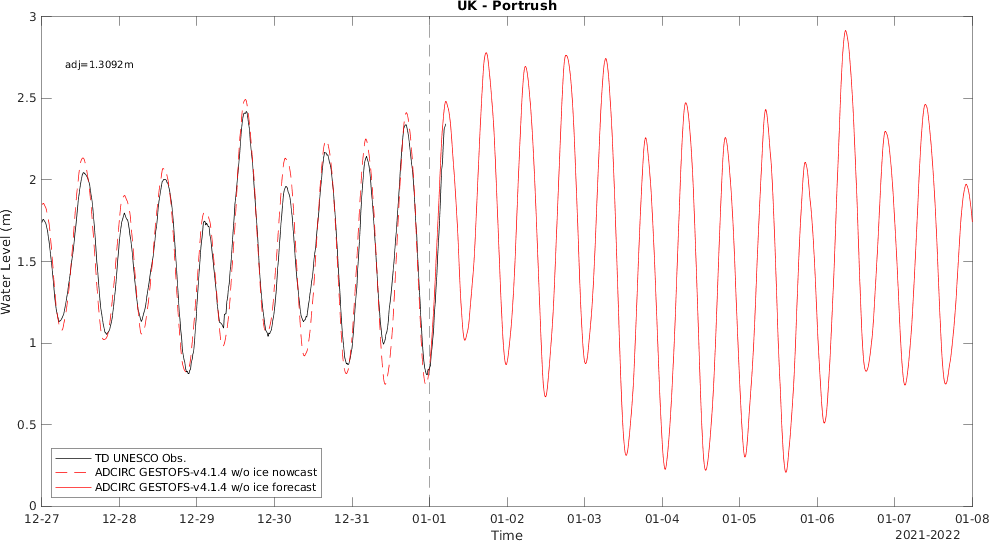 UK - Portrush
adj=1.3092m
Water Level (m)
3
2.5
2
1.5
1
0.5
0
TD UNESCO Obs.
ADCIRC GESTOFS-v4.1.4 w/o ice nowcast
ADCIRC GESTOFS-v4.1.4 w/o ice forecast
12-27 12-28 12-29 12-30 12-31 01-01 01-02 01-03 01-04 01-05 01-06 01-07 01-08
Time
2021-2022